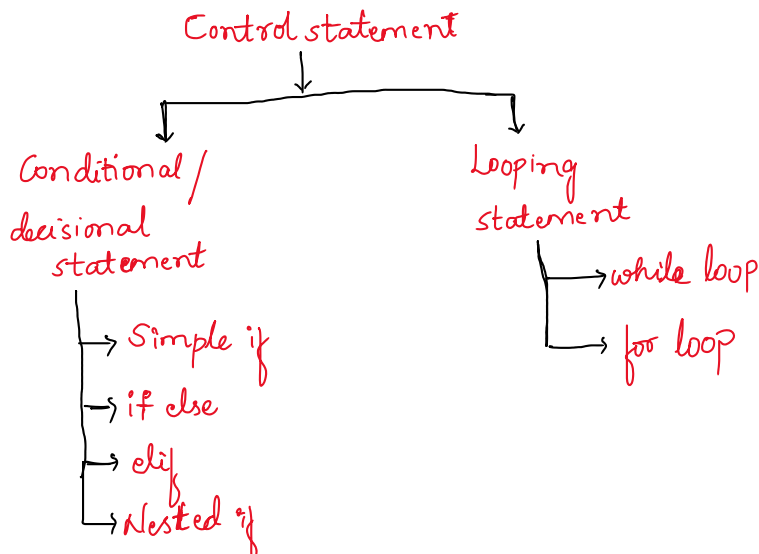 Control statement
Conditional /
decisional
statement
Simple if
if else
elif
Nested if
Looping
statement
while loop
for loop